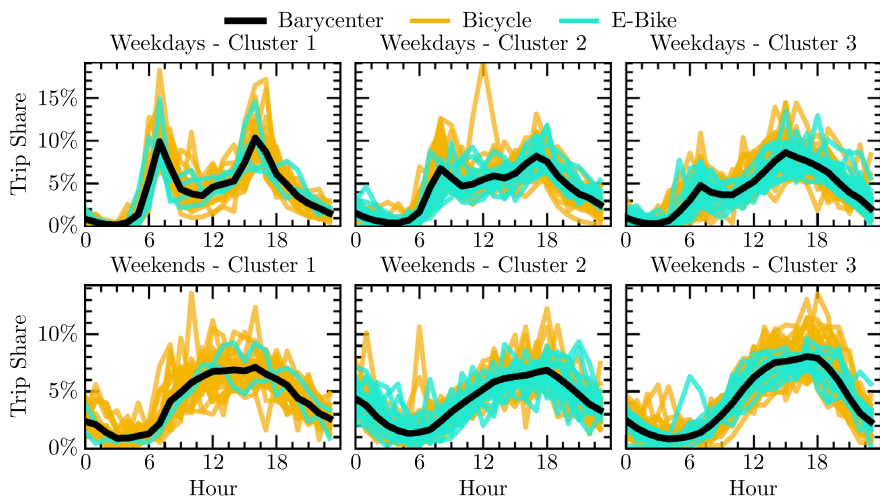 Barycenter Bicycle E-Bike
Weekdays - Cluster 1 Weekdays - Cluster 2 Weekdays - Cluster 3
Trip Share
15%
10%
5%
0%
0 6 12 18 0 6 12 18 0 6 12 18
Weekends - Cluster 1 Weekends - Cluster 2 Weekends - Cluster 3
Trip Share
10%
5%
0%
0 6 12 18 0 6 12 18 0 6 12 18
Hour Hour Hour